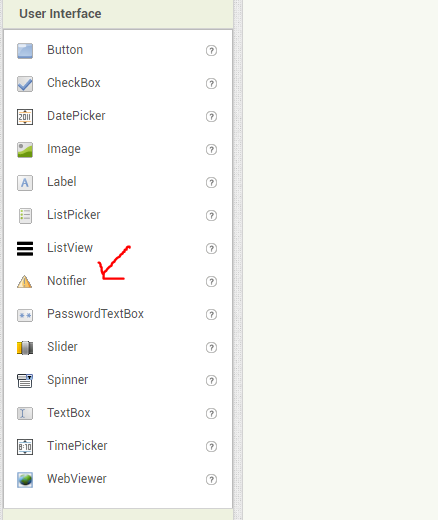 User Interface
Button
CheckBox
DatePicker
Image
Label
ListPicker
ListView
Notifier
PasswordTextBox
Slider
Spinner
TextBox
TimePicker
WebViewer